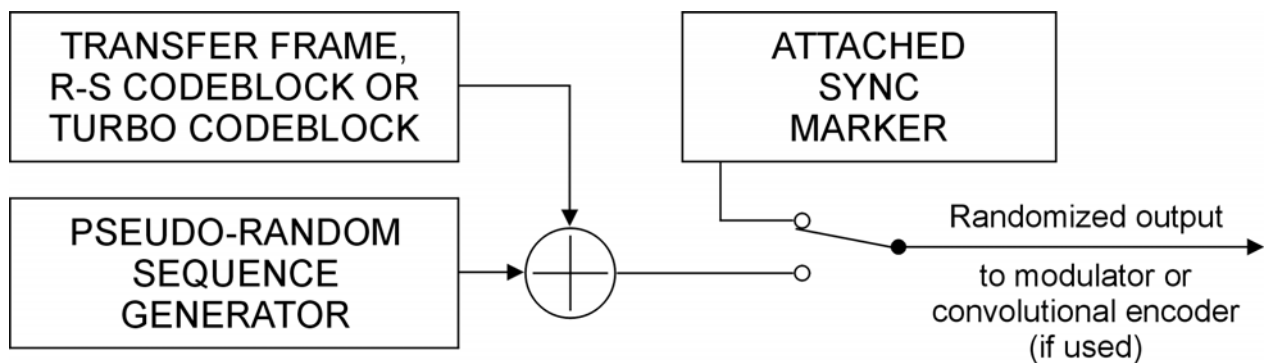 TRANSFER FRAME,
R-S CODEBLOCK OR
TURBO CODEBLOCK
ATTACHED
SYNC
MARKER
PSEUDO-RANDOM
SEQUENCE
GENERATOR
Randomized output
to modulator or
convolutional encoder
(if used)